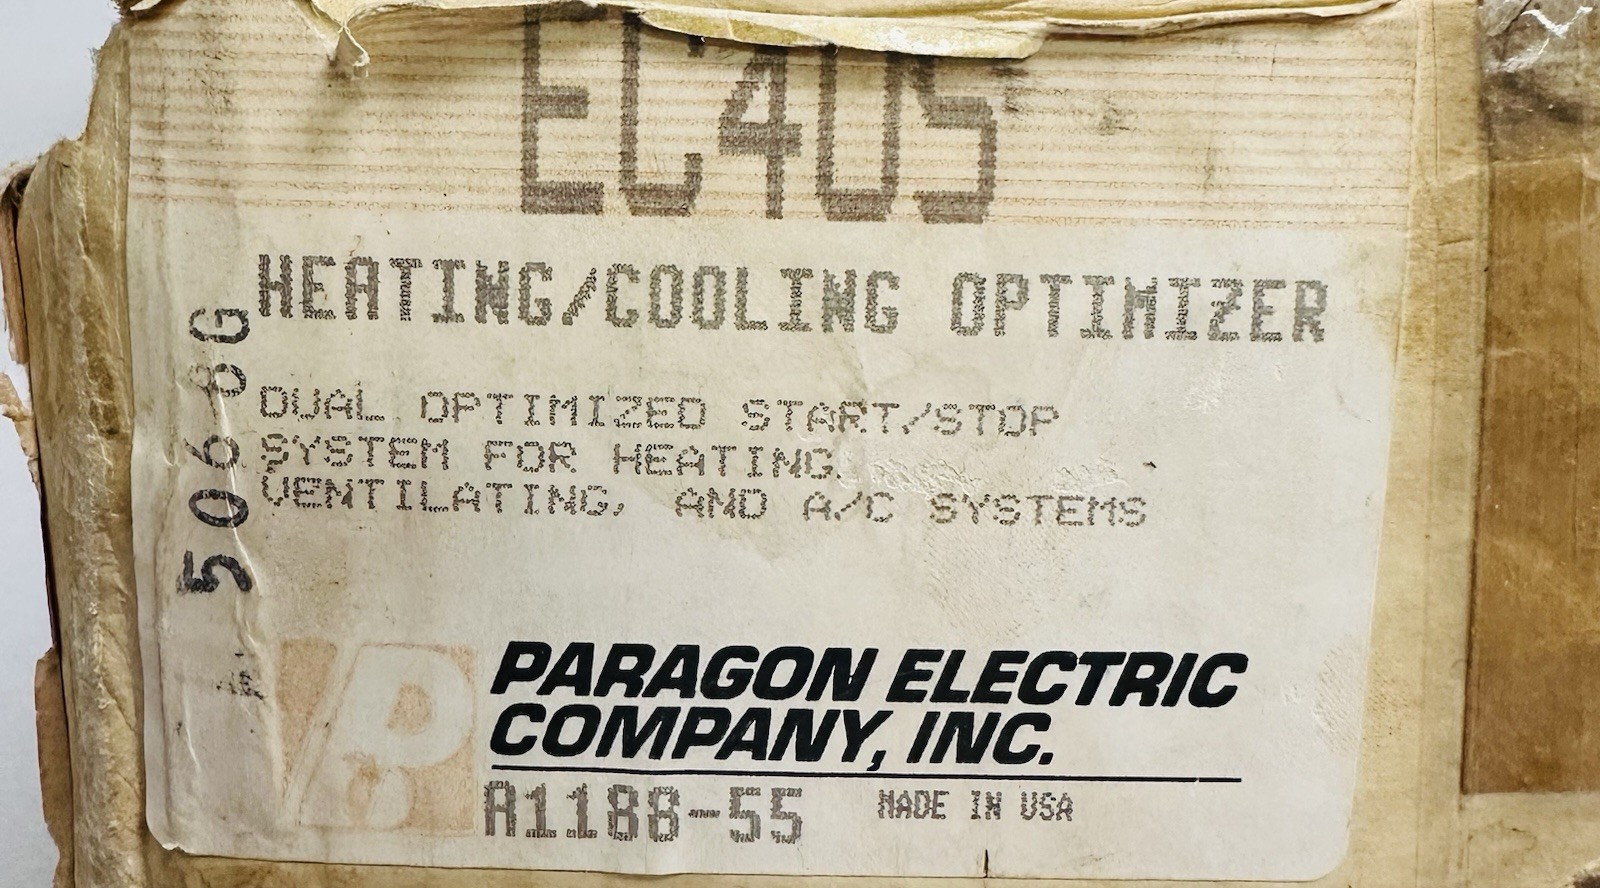 EC405
HEATING/COOLING OPTIMIZER
DUAL OPTIMIZED START/STOP
SYSTEM FOR HEATING,
VENTILATING, AND A/C SYSTEMS
506 8G
PARAGON ELECTRIC
COMPANY, INC.
A1188-55 MADE IN USA